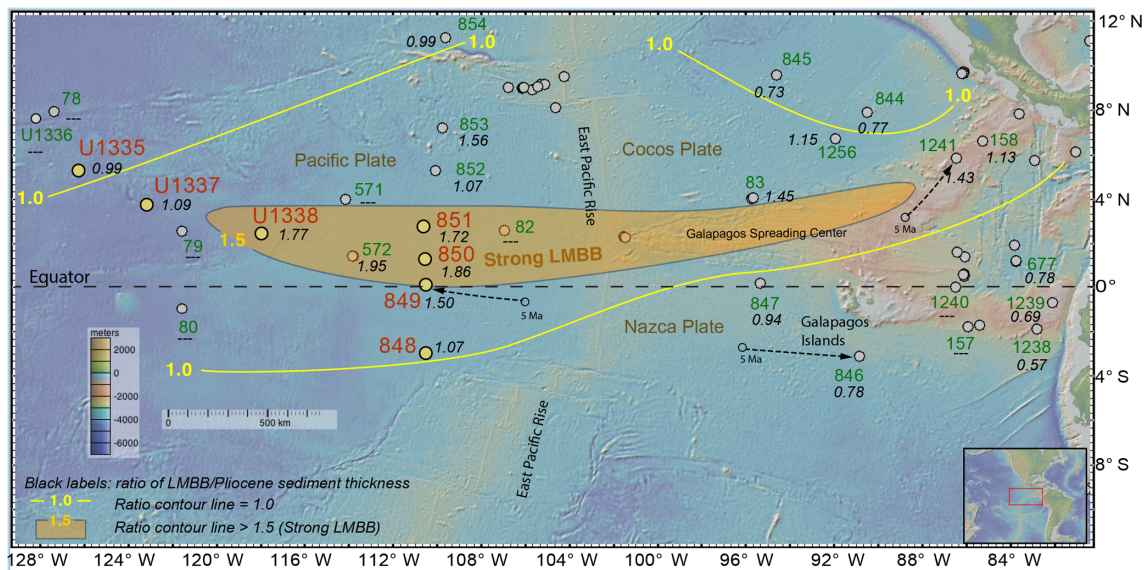 854
0.99
1.0
1.0
12° N
845
0.73
78
---
U1336
---
U1335
0.99
853
1.56
1.15
1256
844
0.77
1.0
8° N
East Pacific Rise
Pacific Plate
Cocos Plate
852
1.07
1241
1.43
158
1.13
1.0
U1337
1.09
571
---
83
1.45
4° N
5 Ma
U1338
1.77
851
1.72
82
---
Galapagos Spreading Center
1.5
79
---
572
1.95
850
1.86
Strong LMBB
677
0.78
Equator
849
1.50
5 Ma
847
0.94
1240
---
1239
0.69
0°
80
---
Nazca Plate
Galapagos
Islands
157
---
1238
0.57
meters
2000
0
-2000
-4000
-6000
848
1.07
1.0
5 Ma
846
0.78
4° S
0
500 km
East Pacific Rise
8° S
Black labels: ratio of LMBB/Pliocene sediment thickness
1.0
Ratio contour line = 1.0
1.5
Ratio contour line > 1.5 (Strong LMBB)
128° W
124° W
120° W
116° W
112° W
108° W
104° W
100° W
96° W
92° W
88° W
84° W